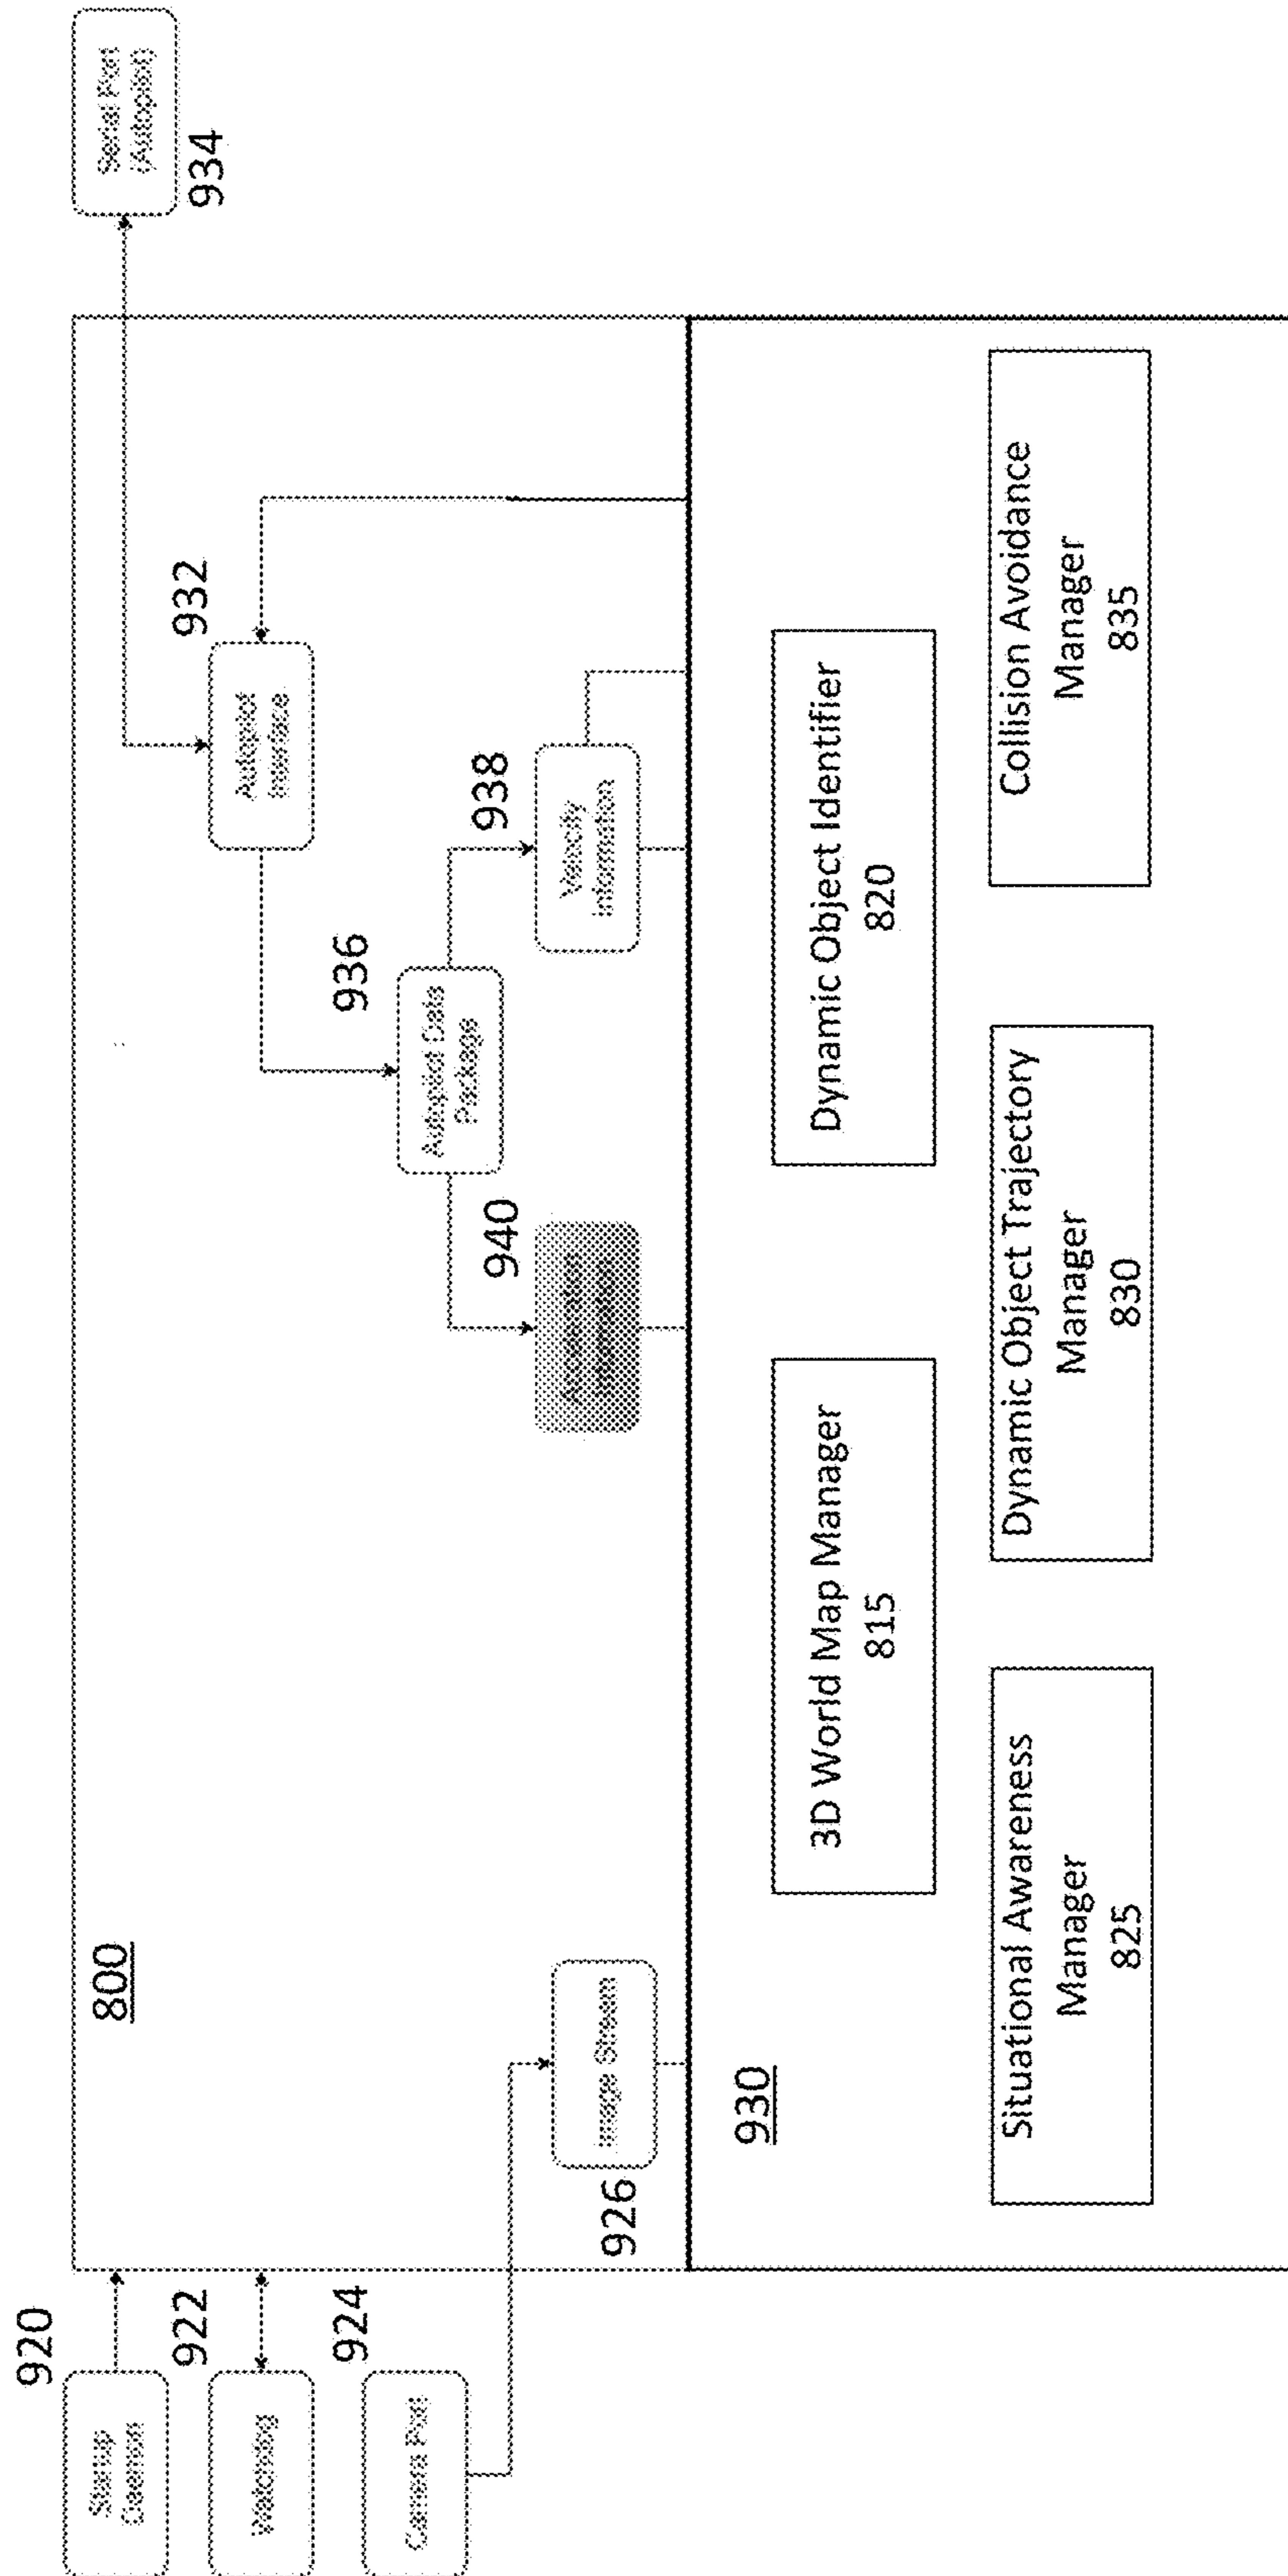 920
Startup
Daemon
922
Watchdog
924
Camera Port
926
Image Stream
800
940
936
Autopilot Data
Package
938
Velocity
Information
932
Autopilot
Interface
Serial Port
(Autopilot)
934
930
3D World Map Manager
815
Dynamic Object Identifier
820
Situational Awareness
Manager
825
Dynamic Object Trajectory
Manager
830
Collision Avoidance
Manager
835